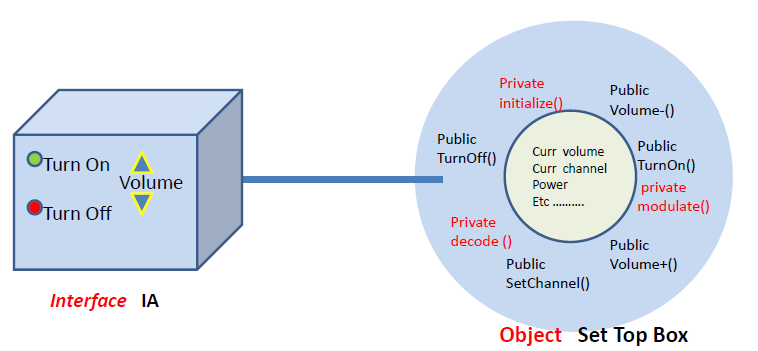 Turn On
Volume
Turn Off
Interface IA
Private
initialize()
Public
Volume-()
Public
TurnOff()
Public
TurnOn()
private
modulate()
Curr volume
Curr channel
Power
Etc ..........
Private
decode ()
Public
Volume+()
Public
SetChannel()
Object Set Top Box